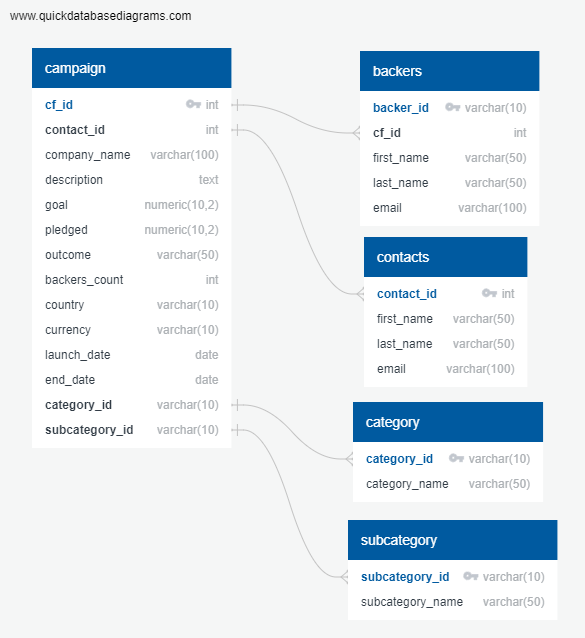 www.quickdatabasediagrams.com
campaign
cf_id int
contact_id int
company_name varchar(100)
description text
goal numeric(10,2)
pledged numeric(10,2)
outcome varchar(50)
backers_count int
country varchar(10)
currency varchar(10)
launch_date date
end_date date
category_id varchar(10)
subcategory_id varchar(10)
backers
backer_id varchar(10)
cf_id int
first_name varchar(50)
last_name varchar(50)
email varchar(100)
contacts
contact_id int
first_name varchar(50)
last_name varchar(50)
email varchar(100)
category
category_id varchar(10)
category_name varchar(50)
subcategory
subcategory_id varchar(10)
subcategory_name varchar(50)